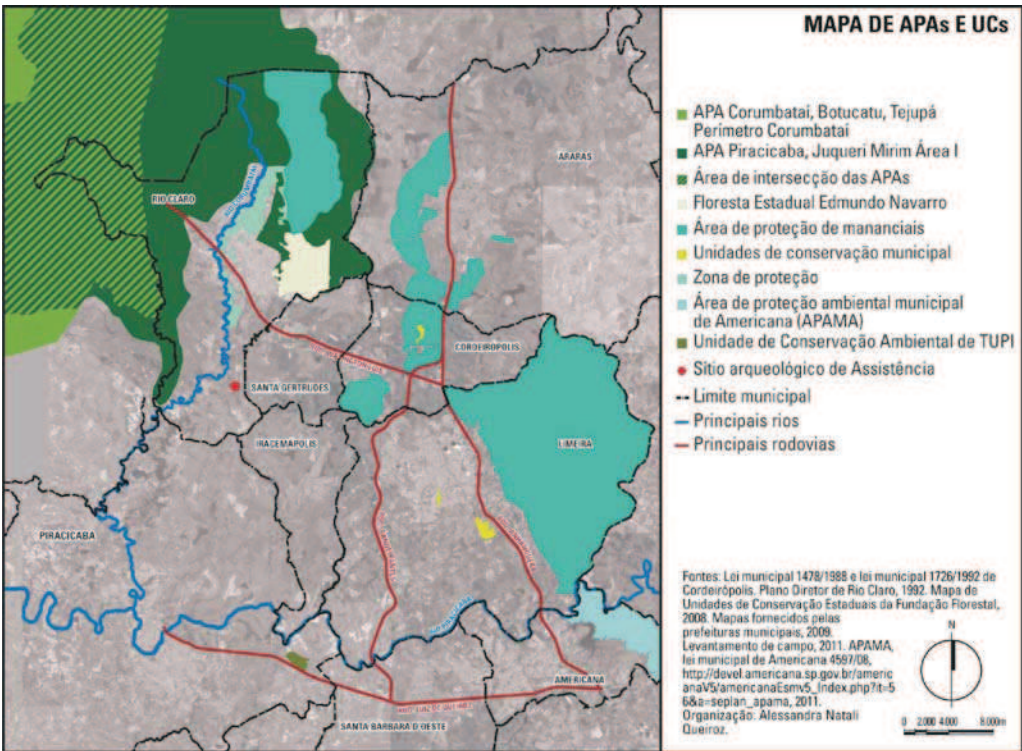 MAPA DE APAs E UCs
APA Corumbatai, Botucatu, Tejupá
Perímetro Corumbatai
APA Piracicaba, Juqueri Mirim Área I
Área de intersecção das APAs
Floresta Estadual Edmundo Navarro
Área de proteção de mananciais
Unidades de conservação municipal
Zona de proteção
Área de proteção ambiental municipal
de Americana (APAMA)
Unidade de Conservação Ambiental de TUPI
Sítio arqueológico de Assistência
Limite municipal
Principais rios
Principais rodovias
ARARAS
RIO CLARO
CORDEIRÓPOLIS
SANTA GERTRUDES
IRACEMAPOLIS
LIMEIRA
PIRACICABA
AMERICANA
SANTA BARBARA D'OESTE
Fontes: Lei municipal 1478/1988 e lei municipal 1726/1992 de
Cordeirópolis. Plano Diretor de Rio Claro, 1992. Mapa de
Unidades de Conservação Estaduais da Fundação Florestal,
2008. Mapas fornecidos pelas
prefeituras municipais, 2009.
Levantamento de campo, 2011. APAMA,
lei municipal de Americana 4597/08,
http://devel.americana.sp.gov.br/americ
anaV5/americanaEsmv5_Index.php?it=5
6&a=seplan_apama, 2011.
Organização: Alessandra Natali
Queiroz.
N
0 2.000 4.000 8.000m